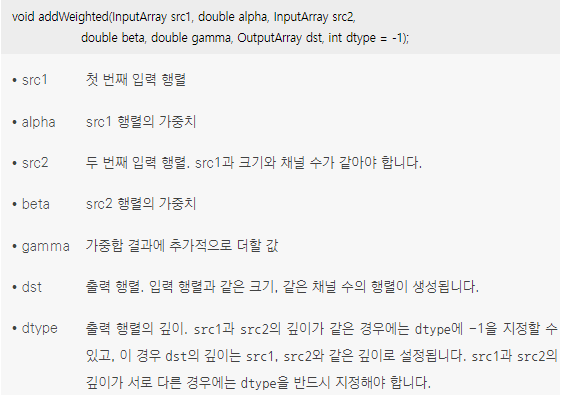 void addWeighted(InputArray src1, double alpha, InputArray src2,
double beta, double gamma, OutputArray dst, int dtype = -1);
• src1 첫 번째 입력 행렬
• alpha src1 행렬의 가중치
• src2 두 번째 입력 행렬. src1과 크기와 채널 수가 같아야 합니다.
• beta src2 행렬의 가중치
• gamma 가중합 결과에 추가적으로 더할 값
• dst 출력 행렬. 입력 행렬과 같은 크기, 같은 채널 수의 행렬이 생성됩니다.
• dtype 출력 행렬의 깊이. src1과 src2의 깊이가 같은 경우에는 dtype에 -1을 지정할 수
있고, 이 경우 dst의 깊이는 src1, src2와 같은 깊이로 설정됩니다. src1과 src2의
깊이가 서로 다른 경우에는 dtype을 반드시 지정해야 합니다.